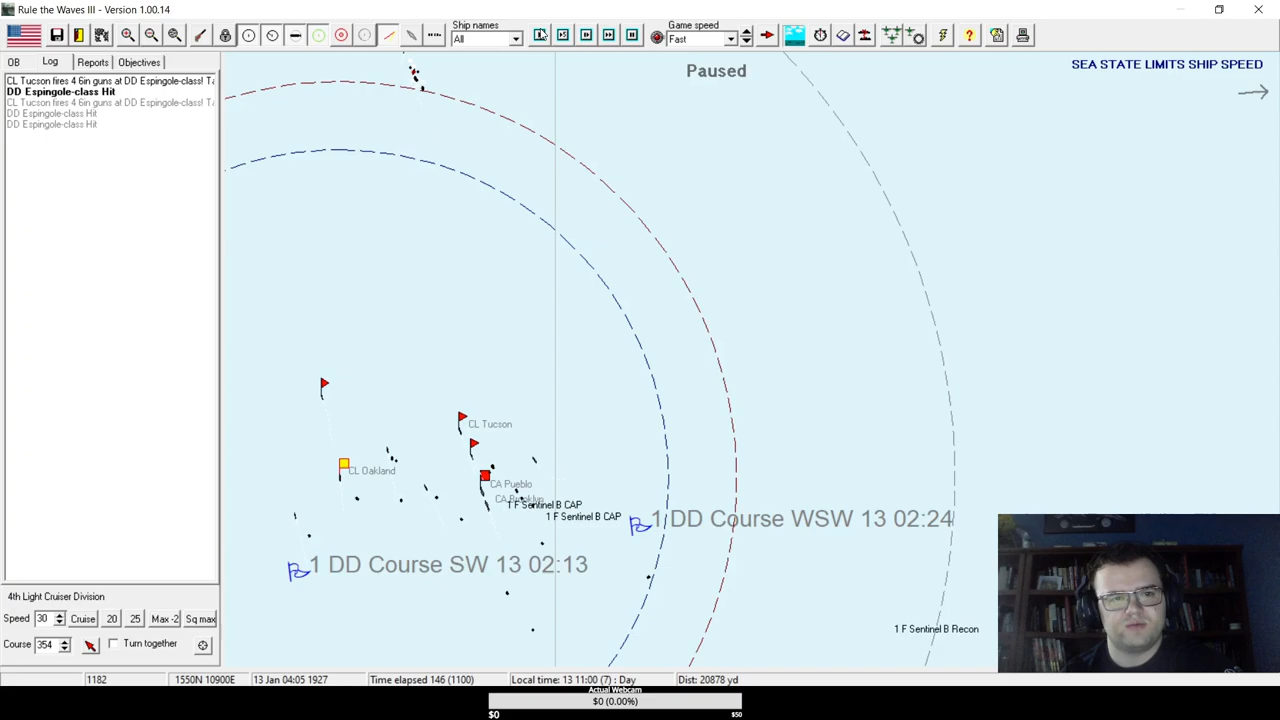 Rule the Waves III - Version 1.00.14
Ship names
All
Game speed
Fast
OB
Log
Reports
Objectives
CL Tucson fires 4 6in guns at DD Espingole-class! Ta
DD Espingole-class Hit
CL Tucson fires 4 6in guns at DD Espingole-class! Ta
DD Espingole-class Hit
DD Espingole-class Hit
Paused
SEA STATE LIMITS SHIP SPEED
CL Tucson
CL Oakland
CA Pueblo
1 F Sentinel B CAP
1 F Sentinel B CAP
1 DD Course WSW 13 02:24
1 DD Course SW 13 02:13
1 F Sentinel B Recon
4th Light Cruiser Division
Speed 30 Cruise 20 25 Max -2 Sq max
Course 354 Turn together
1182
1550N 10900E
13 Jan 04:05 1927
Time elapsed 146 (1100)
Local time: 13 11:00 (7) : Day
Dist: 20878 yd
Actual Webcam
$0 (0.00%)
$0
$50